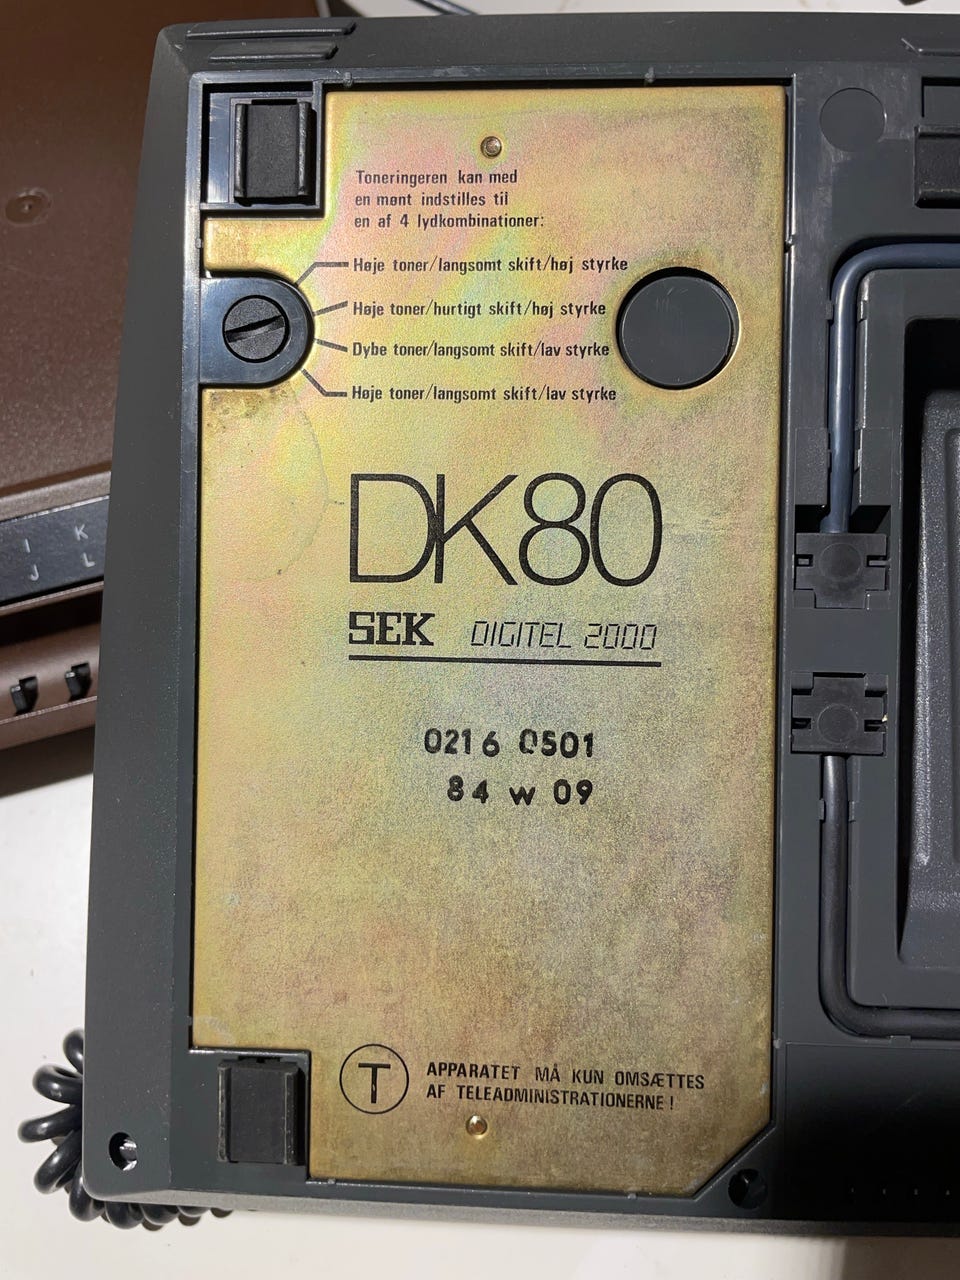 Toneringeren kan med
en mønt indstilles til
en af 4 lydkombinationer:
Høje toner/langsomt skift/høj styrke
Høje toner/hurtigt skift/høj styrke
Dybe toner/langsomt skift/lav styrke
Høje toner/langsomt skift/lav styrke
I K
J L
DK80
SEK DIGITEL 2000
0216 0501
84 w 09
T
APPARATET MÅ KUN OMSÆTTES
AF TELEADMINISTRATIONERNE!